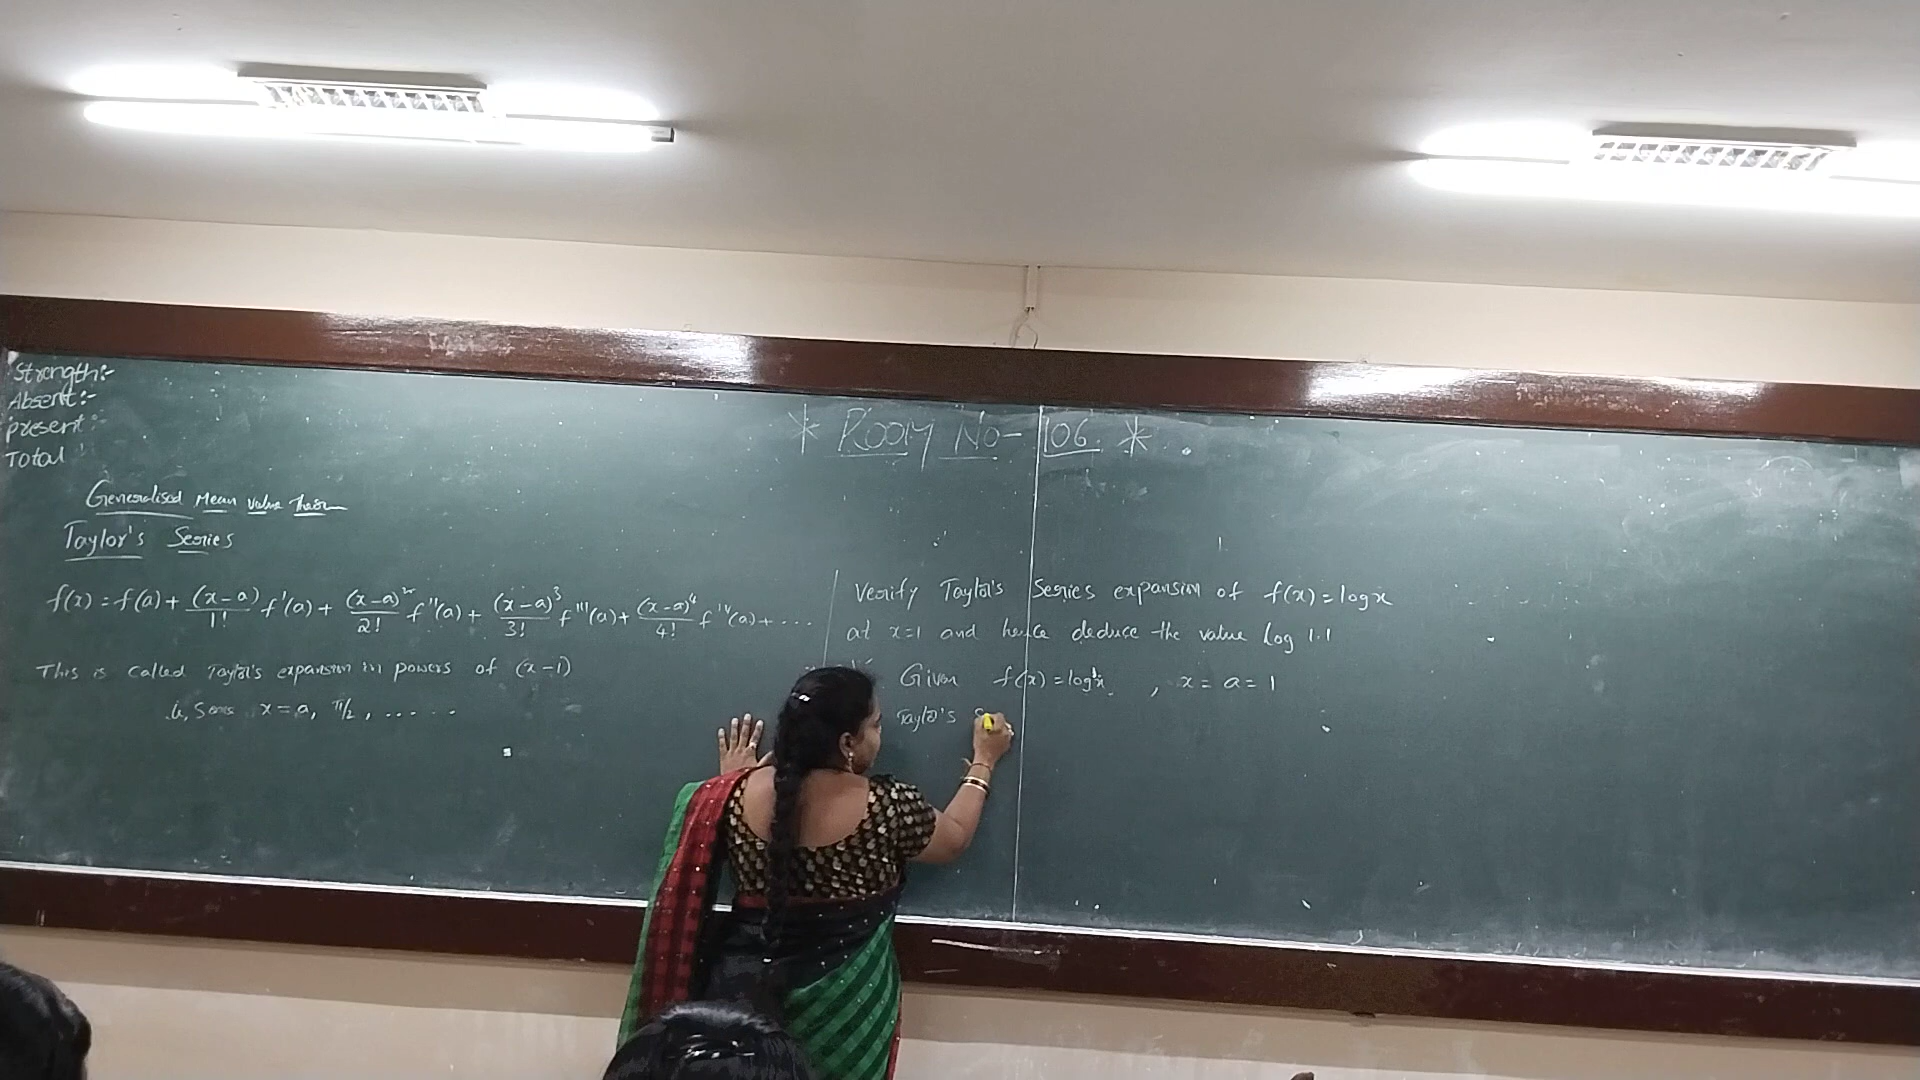 Strength:-
Absent:-
present:-
Total
* ROOM No- 106. *
Generalised Mean value
Taylor's Series
f(x) = f(a) + (x-a)/1! f'(a) + (x-a)²/2! f''(a) + (x-a)³/3! f'''(a) + (x-a)⁴/4! f'ᵛ(a) + ...
This is called Taylor's expansion in powers of (x-1)
x = a, π/2, .....
Verify Taylor's Series expansion of f(x) = log x
at x=1 and hence deduce the value log 1.1
Given f(x) = log x, x = a = 1
Taylor's